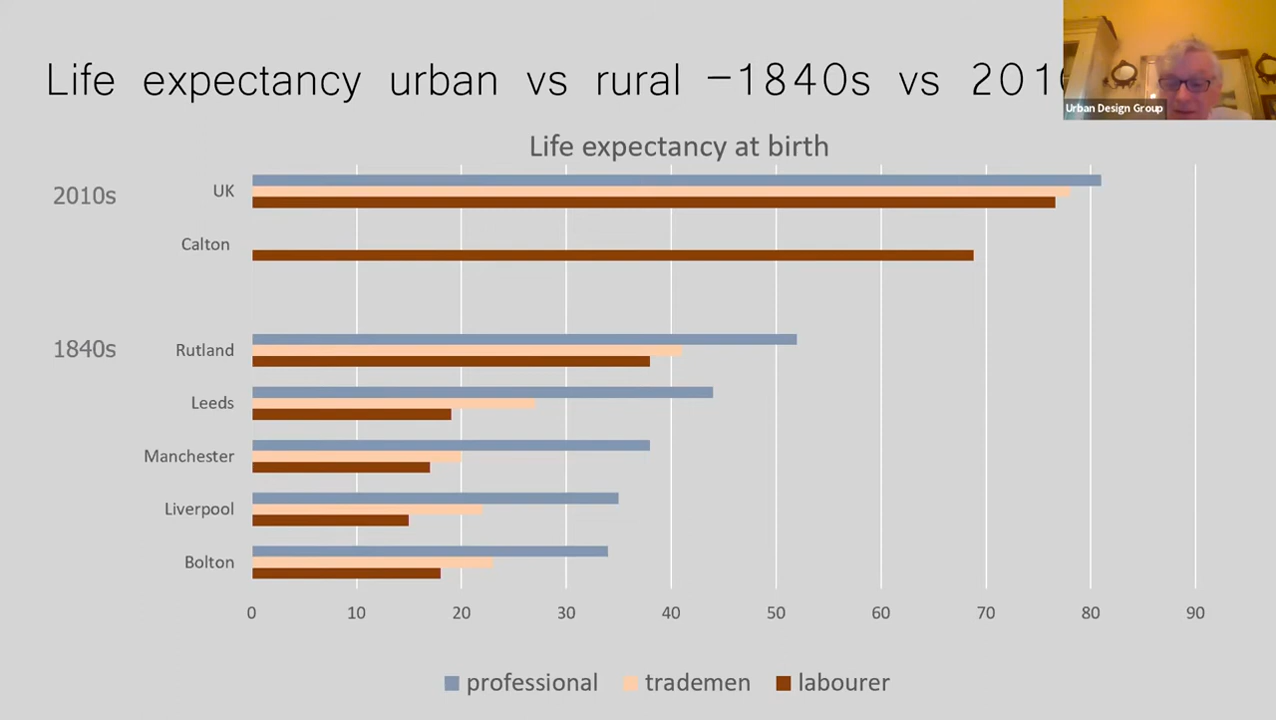 Life expectancy urban vs rural –1840s vs 201
Urban Design Group
Life expectancy at birth
2010s
UK
Calton
1840s
Rutland
Leeds
Manchester
Liverpool
Bolton
0 10 20 30 40 50 60 70 80 90
professional trademen labourer